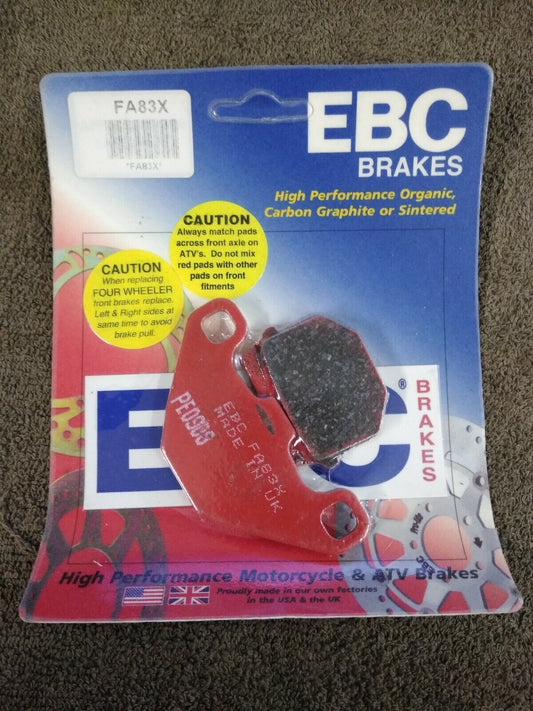 FA83X
*FA83X*
EBC
BRAKES
High Performance Organic,
Carbon Graphite or Sintered
CAUTION
Always match pads
across front axle on
ATV's. Do not mix
red pads with other
pads on front
fitments
CAUTION
When replacing
FOUR WHEELER
front brakes replace.
Left & Right sides at
same time to avoid
brake pull.
EBC®
BRAKES
PE0905
EBC FA83X
MADE IN UK
EBC
High Performance Motorcycle & ATV Brakes
Proudly made in our own factories
in the USA & the UK